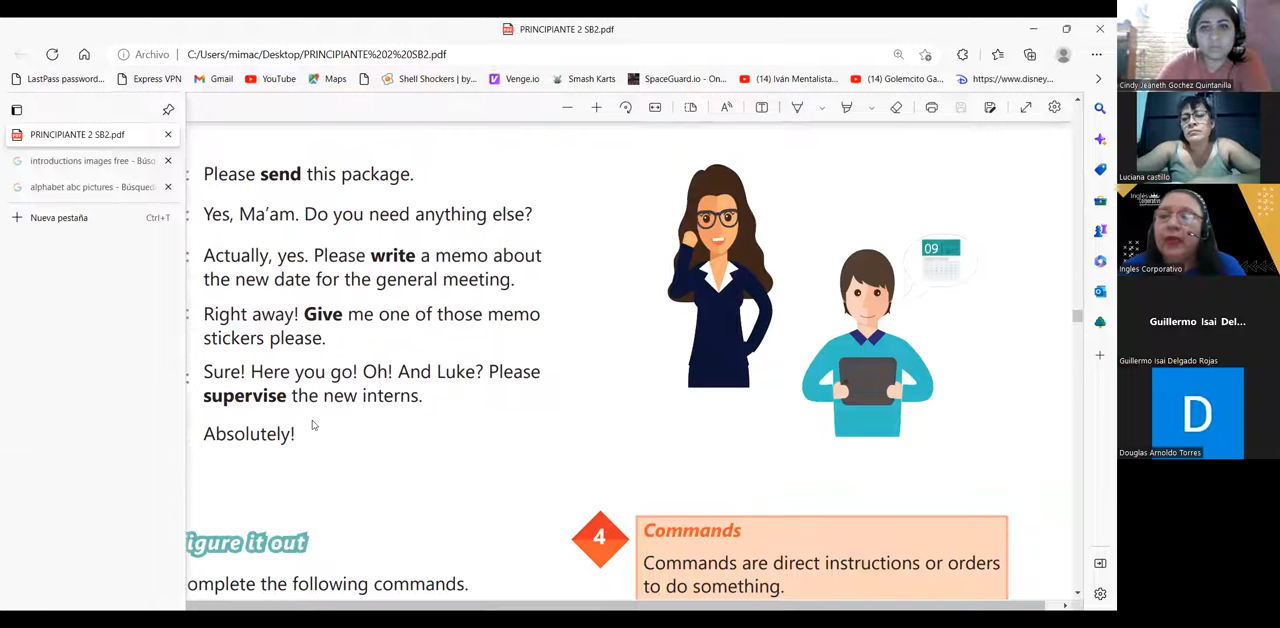 PRINCIPIANTE 2 SB2.pdf
Archivo
C:/Users/mimac/Desktop/PRINCIPIANTE%202%20SB2.pdf
LastPass password...
Express VPN
Gmail
YouTube
Maps
Shell Shockers | by...
Venge.io
Smash Karts
SpaceGuard.io - On...
(14) Iván Mentalista...
(14) Golemcito Ga...
https://www.disney...
PRINCIPIANTE 2 SB2.pdf
introductions images free - Búsq
alphabet abc pictures - Búsqued
Nueva pestaña
Ctrl+T
: Please send this package.
: Yes, Ma'am. Do you need anything else?
: Actually, yes. Please write a memo about
the new date for the general meeting.
: Right away! Give me one of those memo
stickers please.
: Sure! Here you go! Oh! And Luke? Please
supervise the new interns.
Absolutely!
09
igure it out
omplete the following commands.
4
Commands
Commands are direct instructions or orders
to do something.
Cindy Jeaneth Gochez Quintanilla
Luciana castillo
Inglés
Corporativo
Ingles Corporativo
Guillermo Isai Del...
Guillermo Isai Delgado Rojas
D
Douglas Arnoldo Torres